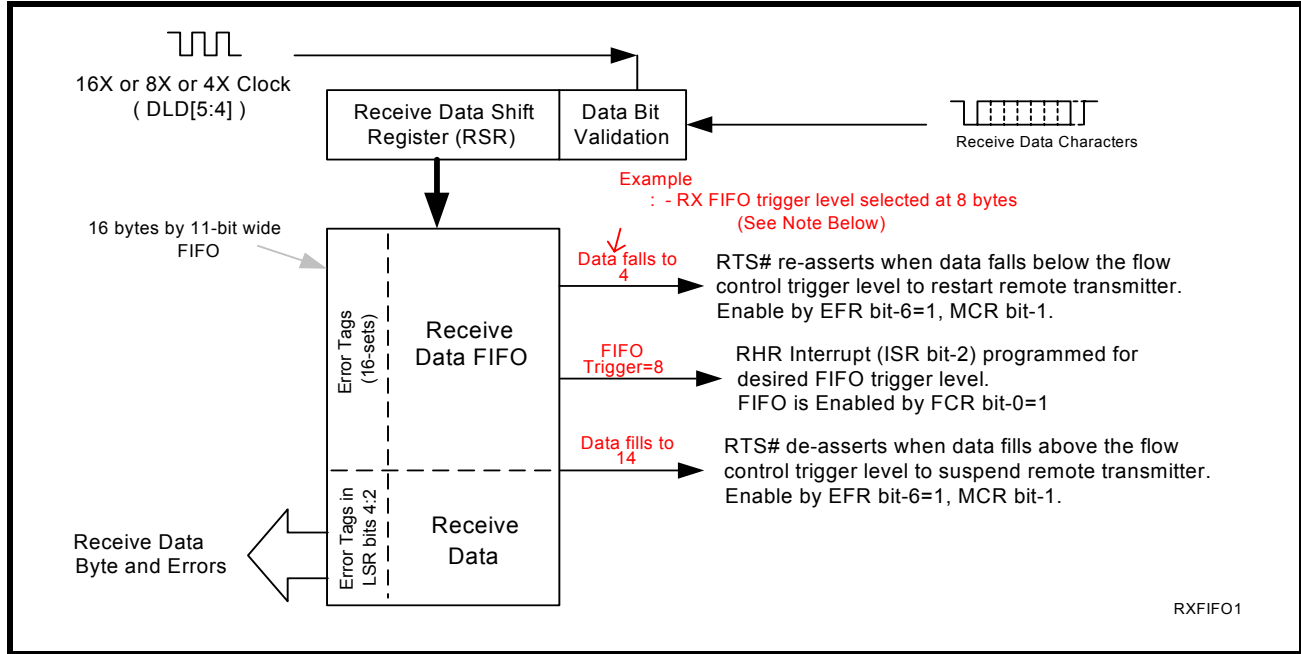 16X or 8X or 4X Clock
( DLD[5:4] )
Receive Data Shift
Register (RSR)
Data Bit
Validation
Receive Data Characters
Example
: - RX FIFO trigger level selected at 8 bytes
(See Note Below)
16 bytes by 11-bit wide
FIFO
Error Tags
(16-sets)
Receive
Data FIFO
Data falls to
4
RTS# re-asserts when data falls below the flow
control trigger level to restart remote transmitter.
Enable by EFR bit-6=1, MCR bit-1.
FIFO
Trigger=8
RHR Interrupt (ISR bit-2) programmed for
desired FIFO trigger level.
FIFO is Enabled by FCR bit-0=1
Data fills to
14
RTS# de-asserts when data fills above the flow
control trigger level to suspend remote transmitter.
Enable by EFR bit-6=1, MCR bit-1.
Error Tags in
LSR bits 4:2
Receive
Data
Receive Data
Byte and Errors
RXFIFO1